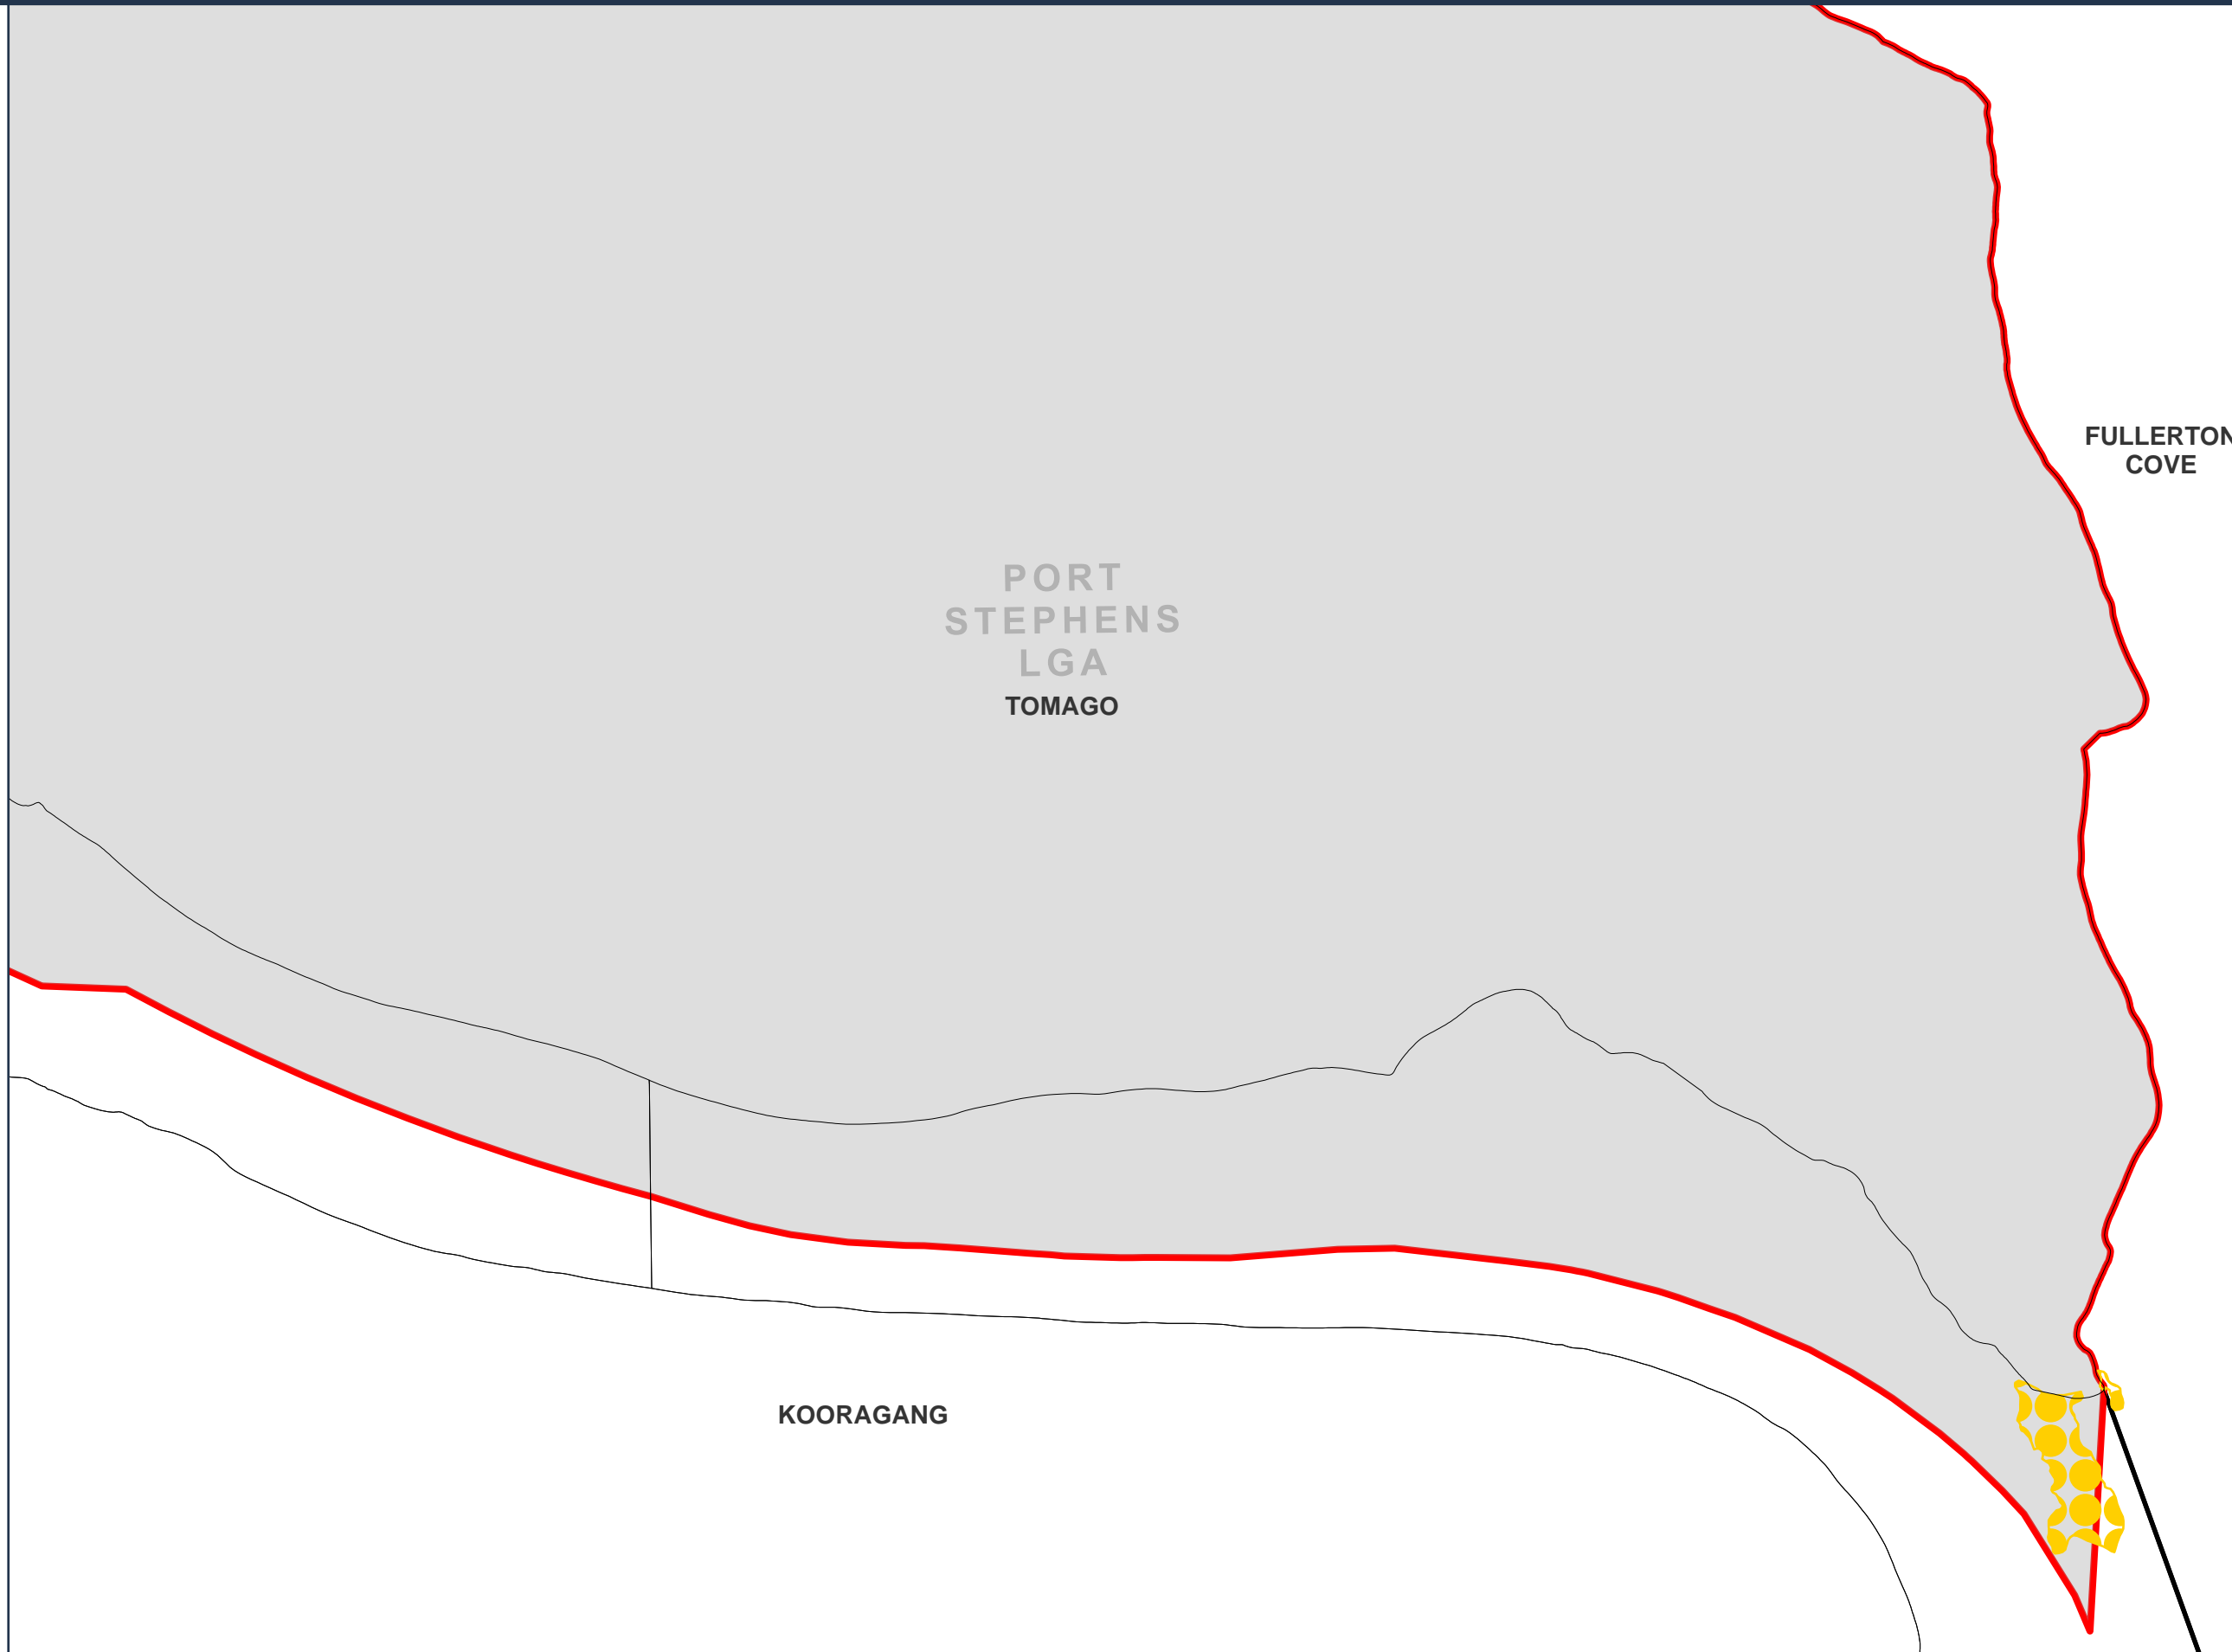 FULLERTON
COVE
PORT
STEPHENS
LGA
TOMAGO
KOORAGANG